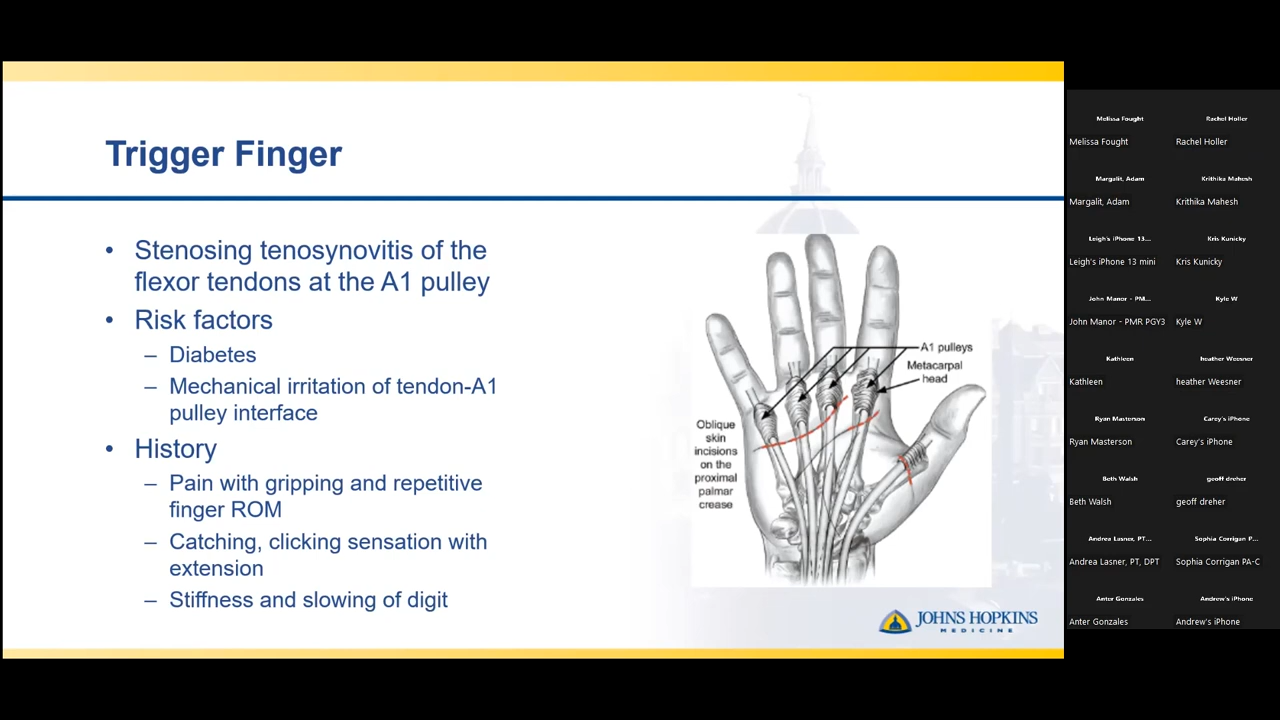 Trigger Finger
• Stenosing tenosynovitis of the
flexor tendons at the A1 pulley
• Risk factors
– Diabetes
– Mechanical irritation of tendon-A1
pulley interface
• History
– Pain with gripping and repetitive
finger ROM
– Catching, clicking sensation with
extension
– Stiffness and slowing of digit
A1 pulleys
Metacarpal
head
Oblique
skin
incisions
on the
proximal
palmar
crease
JOHNS HOPKINS
MEDICINE
Melissa Fought
Rachel Holler
Melissa Fought
Rachel Holler
Margalit, Adam
Krithika Mahesh
Margalit, Adam
Krithika Mahesh
Leigh's iPhone 13...
Kris Kunicky
Leigh's iPhone 13 mini
Kris Kunicky
John Manor - PM...
Kyle W
John Manor - PMR PGY3
Kyle W
Kathleen
heather Weesner
Kathleen
heather Weesner
Ryan Masterson
Carey's iPhone
Ryan Masterson
Carey's iPhone
Beth Walsh
geoff dreher
Beth Walsh
geoff dreher
Andrea Lasner, PT...
Sophia Corrigan P...
Andrea Lasner, PT, DPT
Sophia Corrigan PA-C
Anter Gonzales
Andrew's iPhone
Anter Gonzales
Andrew's iPhone